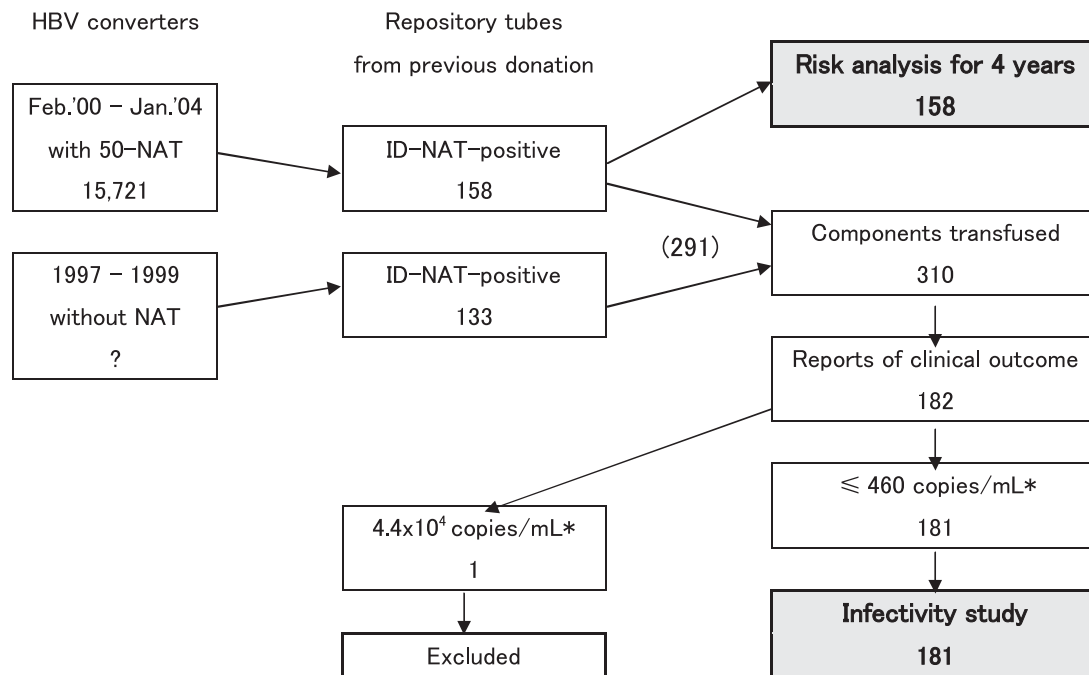 HBV converters
Repository tubes
from previous donation
Risk analysis for 4 years
158
Feb.'00 - Jan.'04
with 50-NAT
15,721
ID-NAT-positive
158
1997 - 1999
without NAT
?
ID-NAT-positive
133
(291)
Components transfused
310
Reports of clinical outcome
182
≤ 460 copies/mL*
181
4.4x10⁴ copies/mL*
1
Infectivity study
181
Excluded